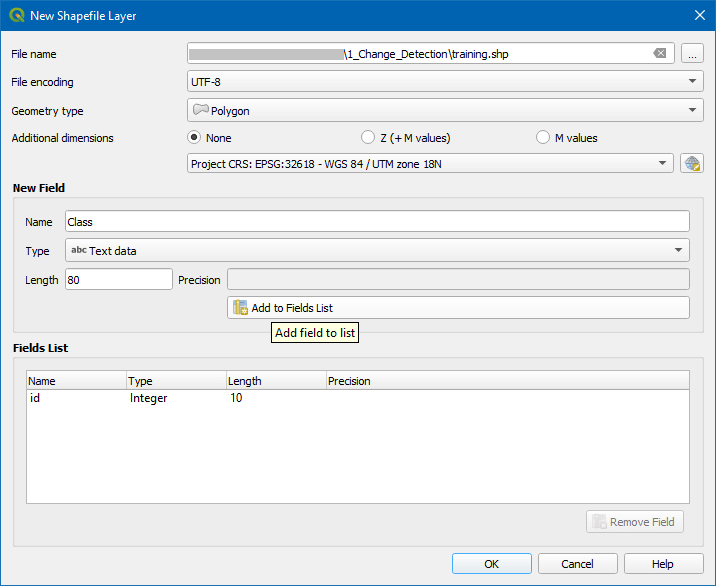 New Shapefile Layer
File name \1_Change_Detection\training.shp ...
File encoding UTF-8
Geometry type Polygon
Additional dimensions None Z (+ M values) M values
Project CRS: EPSG:32618 - WGS 84 / UTM zone 18N
New Field
Name Class
Type abc Text data
Length 80 Precision
Add to Fields List
Add field to list
Fields List
Name Type Length Precision
id Integer 10
Remove Field
OK Cancel Help